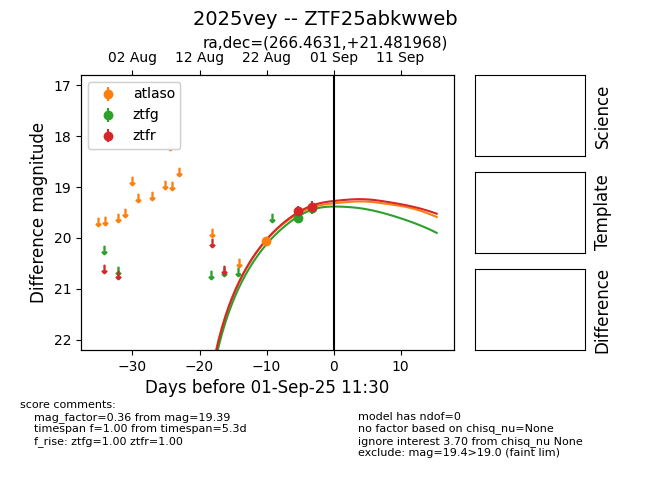 2025vey -- ZTF25abkwweb
ra,dec=(266.4631,+21.481968)
02 Aug 12 Aug 22 Aug 01 Sep 11 Sep
atlaso
ztfg
ztfr
17
18
19
20
21
22
Difference magnitude
−30 −20 −10 0 10
Days before 01-Sep-25 11:30
Science
Template
Difference
score comments:
mag_factor=0.36 from mag=19.39
timespan f=1.00 from timespan=5.3d
f_rise: ztfg=1.00 ztfr=1.00
model has ndof=0
no factor based on chisq_nu=None
ignore interest 3.70 from chisq_nu None
exclude: mag=19.4>19.0 (faint lim)